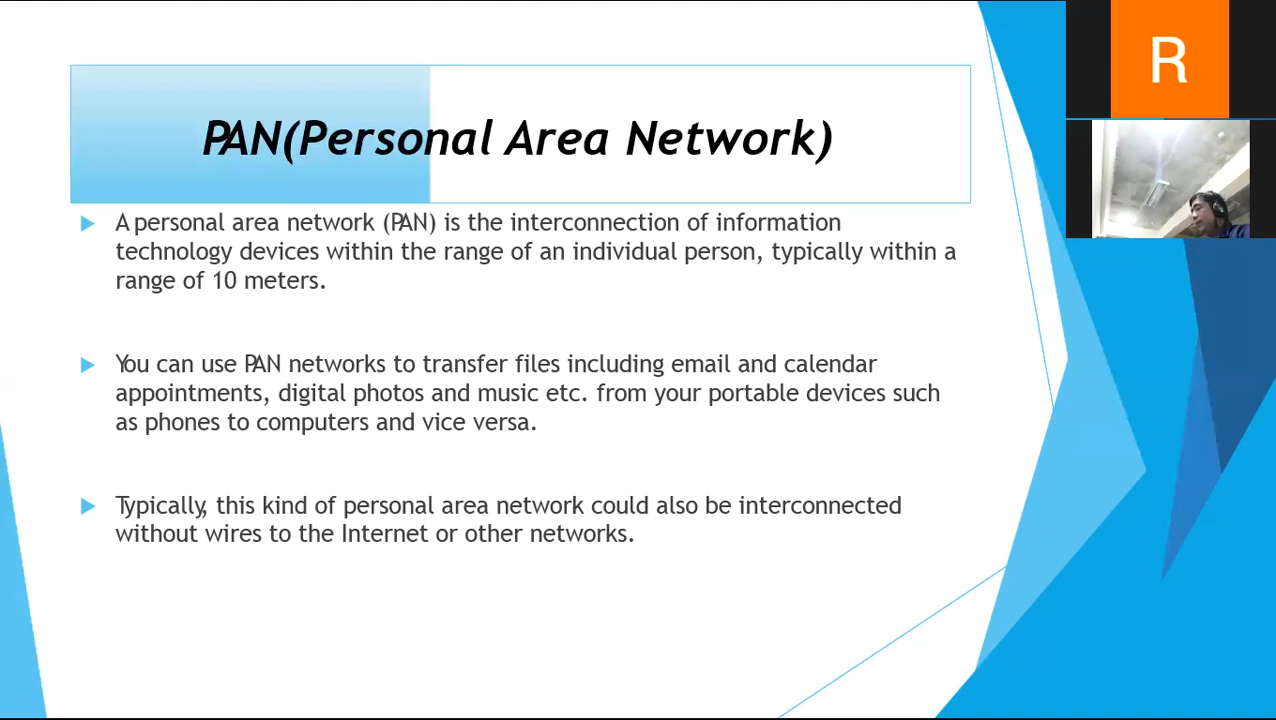 PAN(Personal Area Network)
A personal area network (PAN) is the interconnection of information
technology devices within the range of an individual person, typically within a
range of 10 meters.
You can use PAN networks to transfer files including email and calendar
appointments, digital photos and music etc. from your portable devices such
as phones to computers and vice versa.
Typically, this kind of personal area network could also be interconnected
without wires to the Internet or other networks.
R